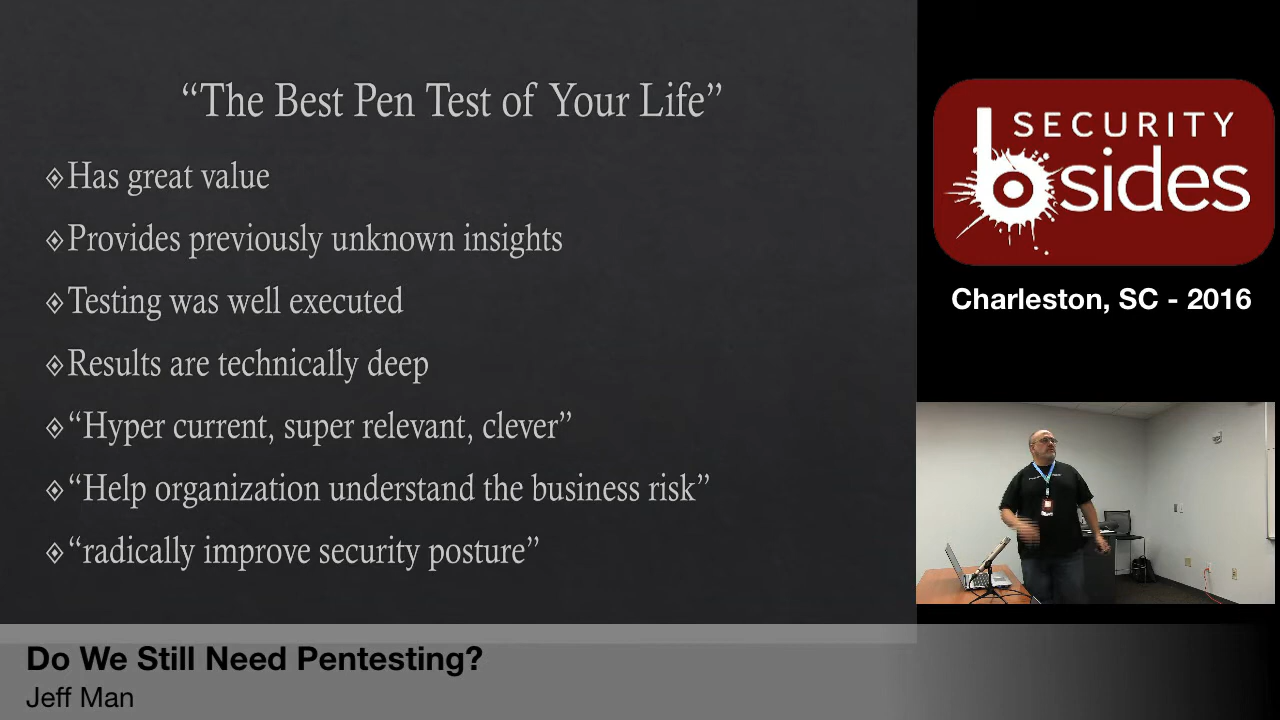 “The Best Pen Test of Your Life”
Has great value
Provides previously unknown insights
Testing was well executed
Results are technically deep
“Hyper current, super relevant, clever”
“Help organization understand the business risk”
“radically improve security posture”
SECURITY
bsides
Charleston, SC - 2016
Do We Still Need Pentesting?
Jeff Man